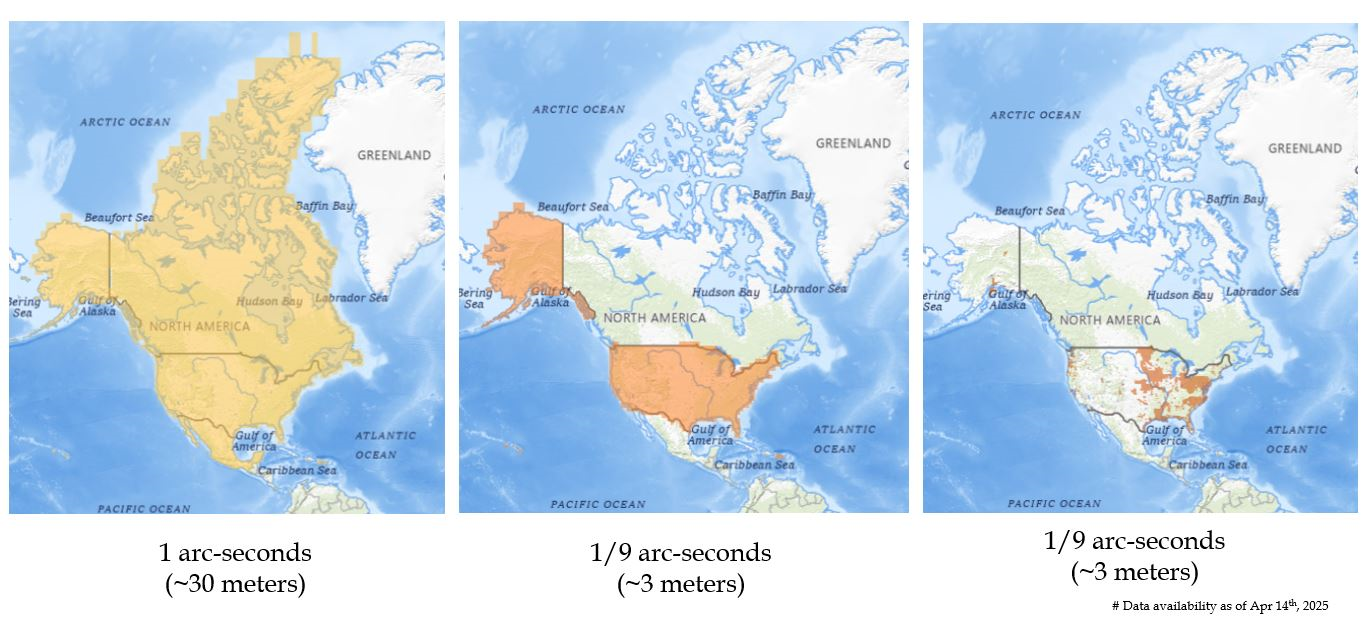 ARCTIC OCEAN
GREENLAND
Baffin Bay
Beaufort Sea
Bering
Sea
Gulf of
Alaska
Hudson Bay
Labrador Sea
NORTH AMERICA
Gulf of
America
ATLANTIC
OCEAN
Caribbean Sea
PACIFIC OCEAN
1 arc-seconds
(~30 meters)
ARCTIC OCEAN
GREENLAND
Baffin Bay
Beaufort Sea
Bering
Sea
Gulf of
Alaska
Hudson Bay
Labrador Sea
NORTH AMERICA
Gulf of
America
ATLANTIC
OCEAN
Caribbean Sea
PACIFIC OCEAN
1/9 arc-seconds
(~3 meters)
ARCTIC OCEAN
GREENLAND
Baffin Bay
Beaufort Sea
ering
Sea
Gulf of
Alaska
Hudson Bay
Labrador Sea
NORTH AMERICA
Gulf of
America
ATLANTIC
OCEAN
Caribbean Sea
PACIFIC OCEAN
1/9 arc-seconds
(~3 meters)
# Data availability as of Apr 14th, 2025